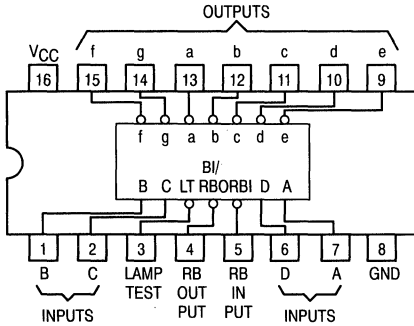 OUTPUTS
VCC f g a b c d e
16 15 14 13 12 11 10 9
f g a b c d e
BI/
B C LT RBO RBI D A
1 2 3 4 5 6 7 8
B C LAMP RB RB D A GND
TEST OUT IN
PUT PUT
INPUTS INPUTS